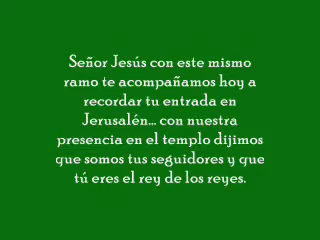 Señor Jesús con este mismo
ramo te acompañamos hoy a
recordar tu entrada en
Jerusalén... con nuestra
presencia en el templo dijimos
que somos tus seguidores y que
tú eres el rey de los reyes.